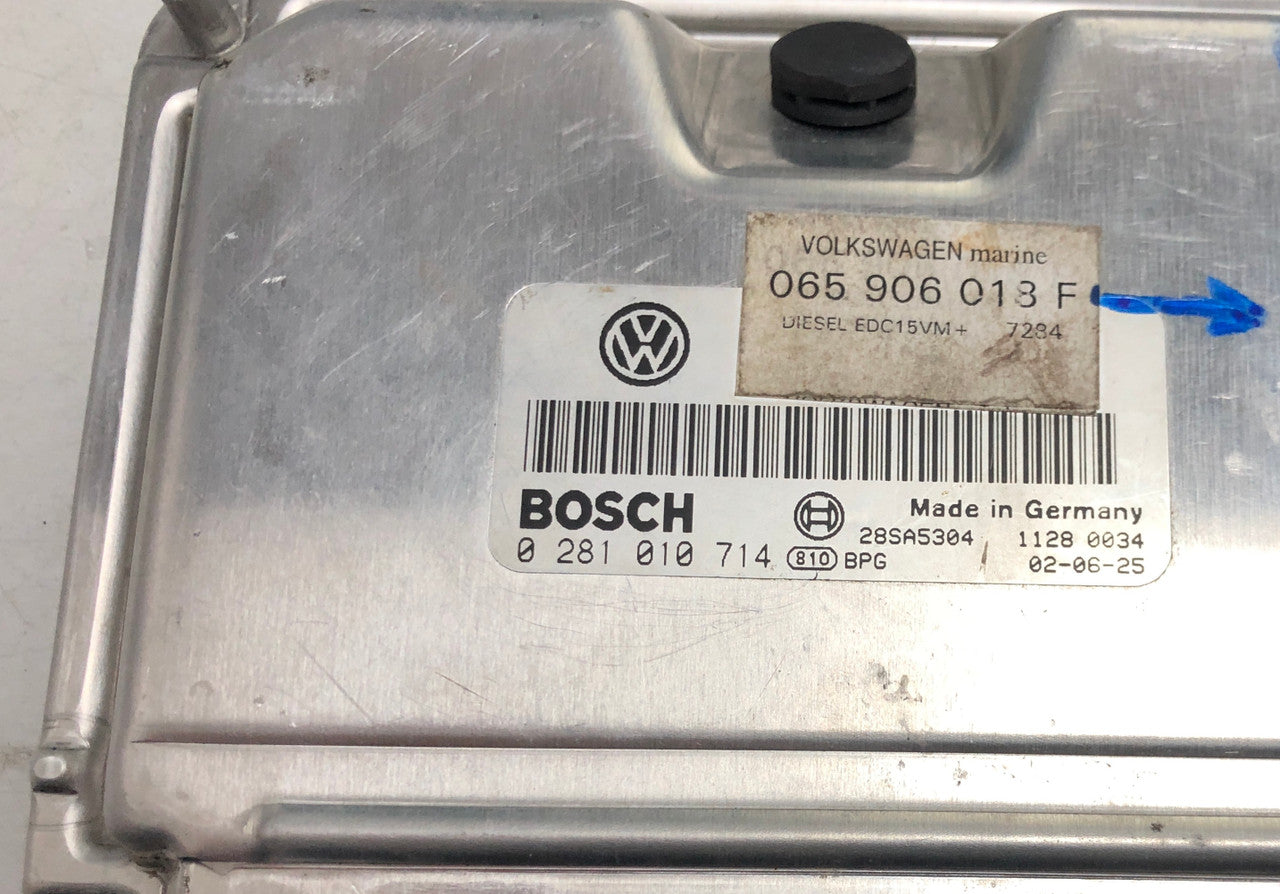 VOLKSWAGEN marine
065 906 018 F
DIESEL EDC15VM+ 7284
BOSCH
Made in Germany
28SA5304 1128 0034
0 281 010 714 810 BPG
02-06-25